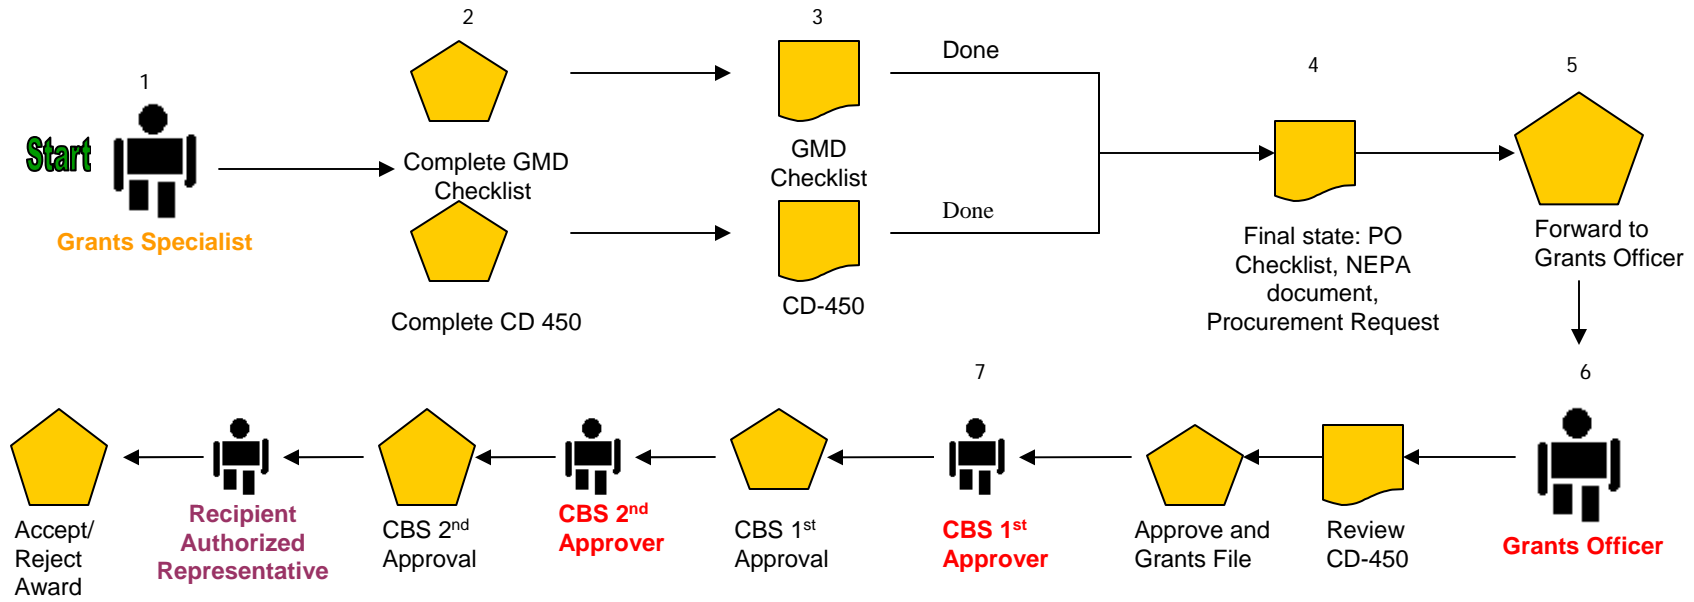 1
2
3
4
5
Start
Grants Specialist
Complete GMD
Checklist
Complete CD 450
GMD
Checklist
CD-450
Done
Done
Final state: PO
Checklist, NEPA
document,
Procurement Request
Forward to
Grants Officer
6
Grants Officer
Review
CD-450
Approve and
Grants File
7
CBS 1st
Approver
CBS 1st
Approval
CBS 2nd
Approver
CBS 2nd
Approval
Recipient
Authorized
Representative
Accept/
Reject
Award